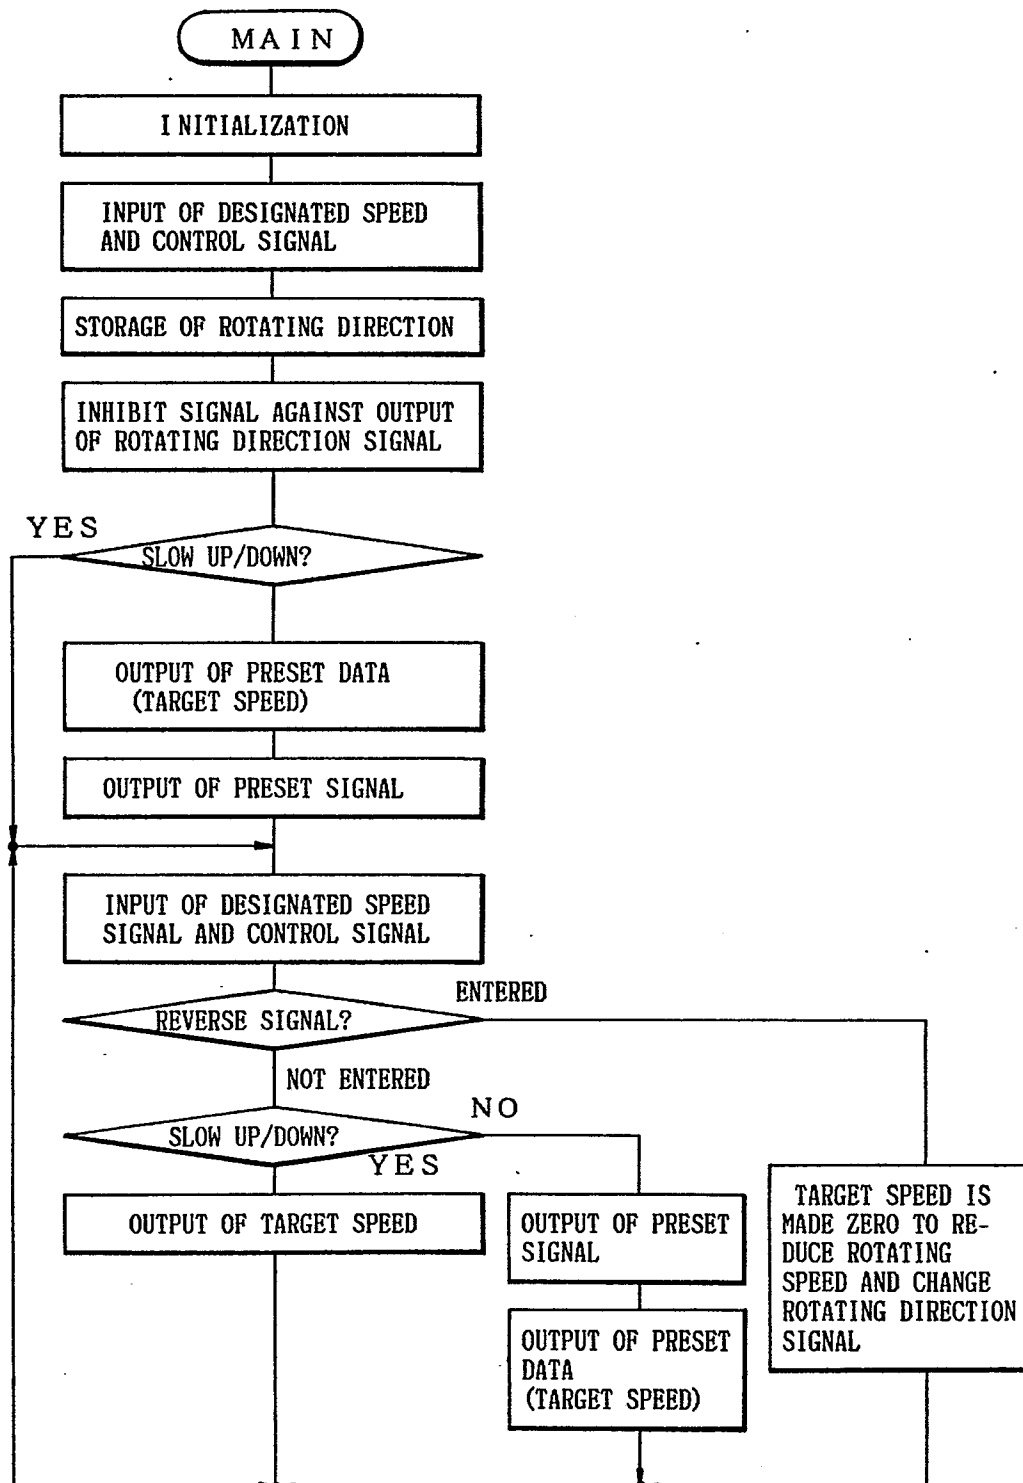 MAIN
INITIALIZATION
INPUT OF DESIGNATED SPEED
AND CONTROL SIGNAL
STORAGE OF ROTATING DIRECTION
INHIBIT SIGNAL AGAINST OUTPUT
OF ROTATING DIRECTION SIGNAL
YES
SLOW UP/DOWN?
OUTPUT OF PRESET DATA
(TARGET SPEED)
OUTPUT OF PRESET SIGNAL
INPUT OF DESIGNATED SPEED
SIGNAL AND CONTROL SIGNAL
ENTERED
REVERSE SIGNAL?
NOT ENTERED
NO
SLOW UP/DOWN?
YES
OUTPUT OF TARGET SPEED
OUTPUT OF PRESET
SIGNAL
OUTPUT OF PRESET
DATA
(TARGET SPEED)
TARGET SPEED IS
MADE ZERO TO RE-
DUCE ROTATING
SPEED AND CHANGE
ROTATING DIRECTION
SIGNAL